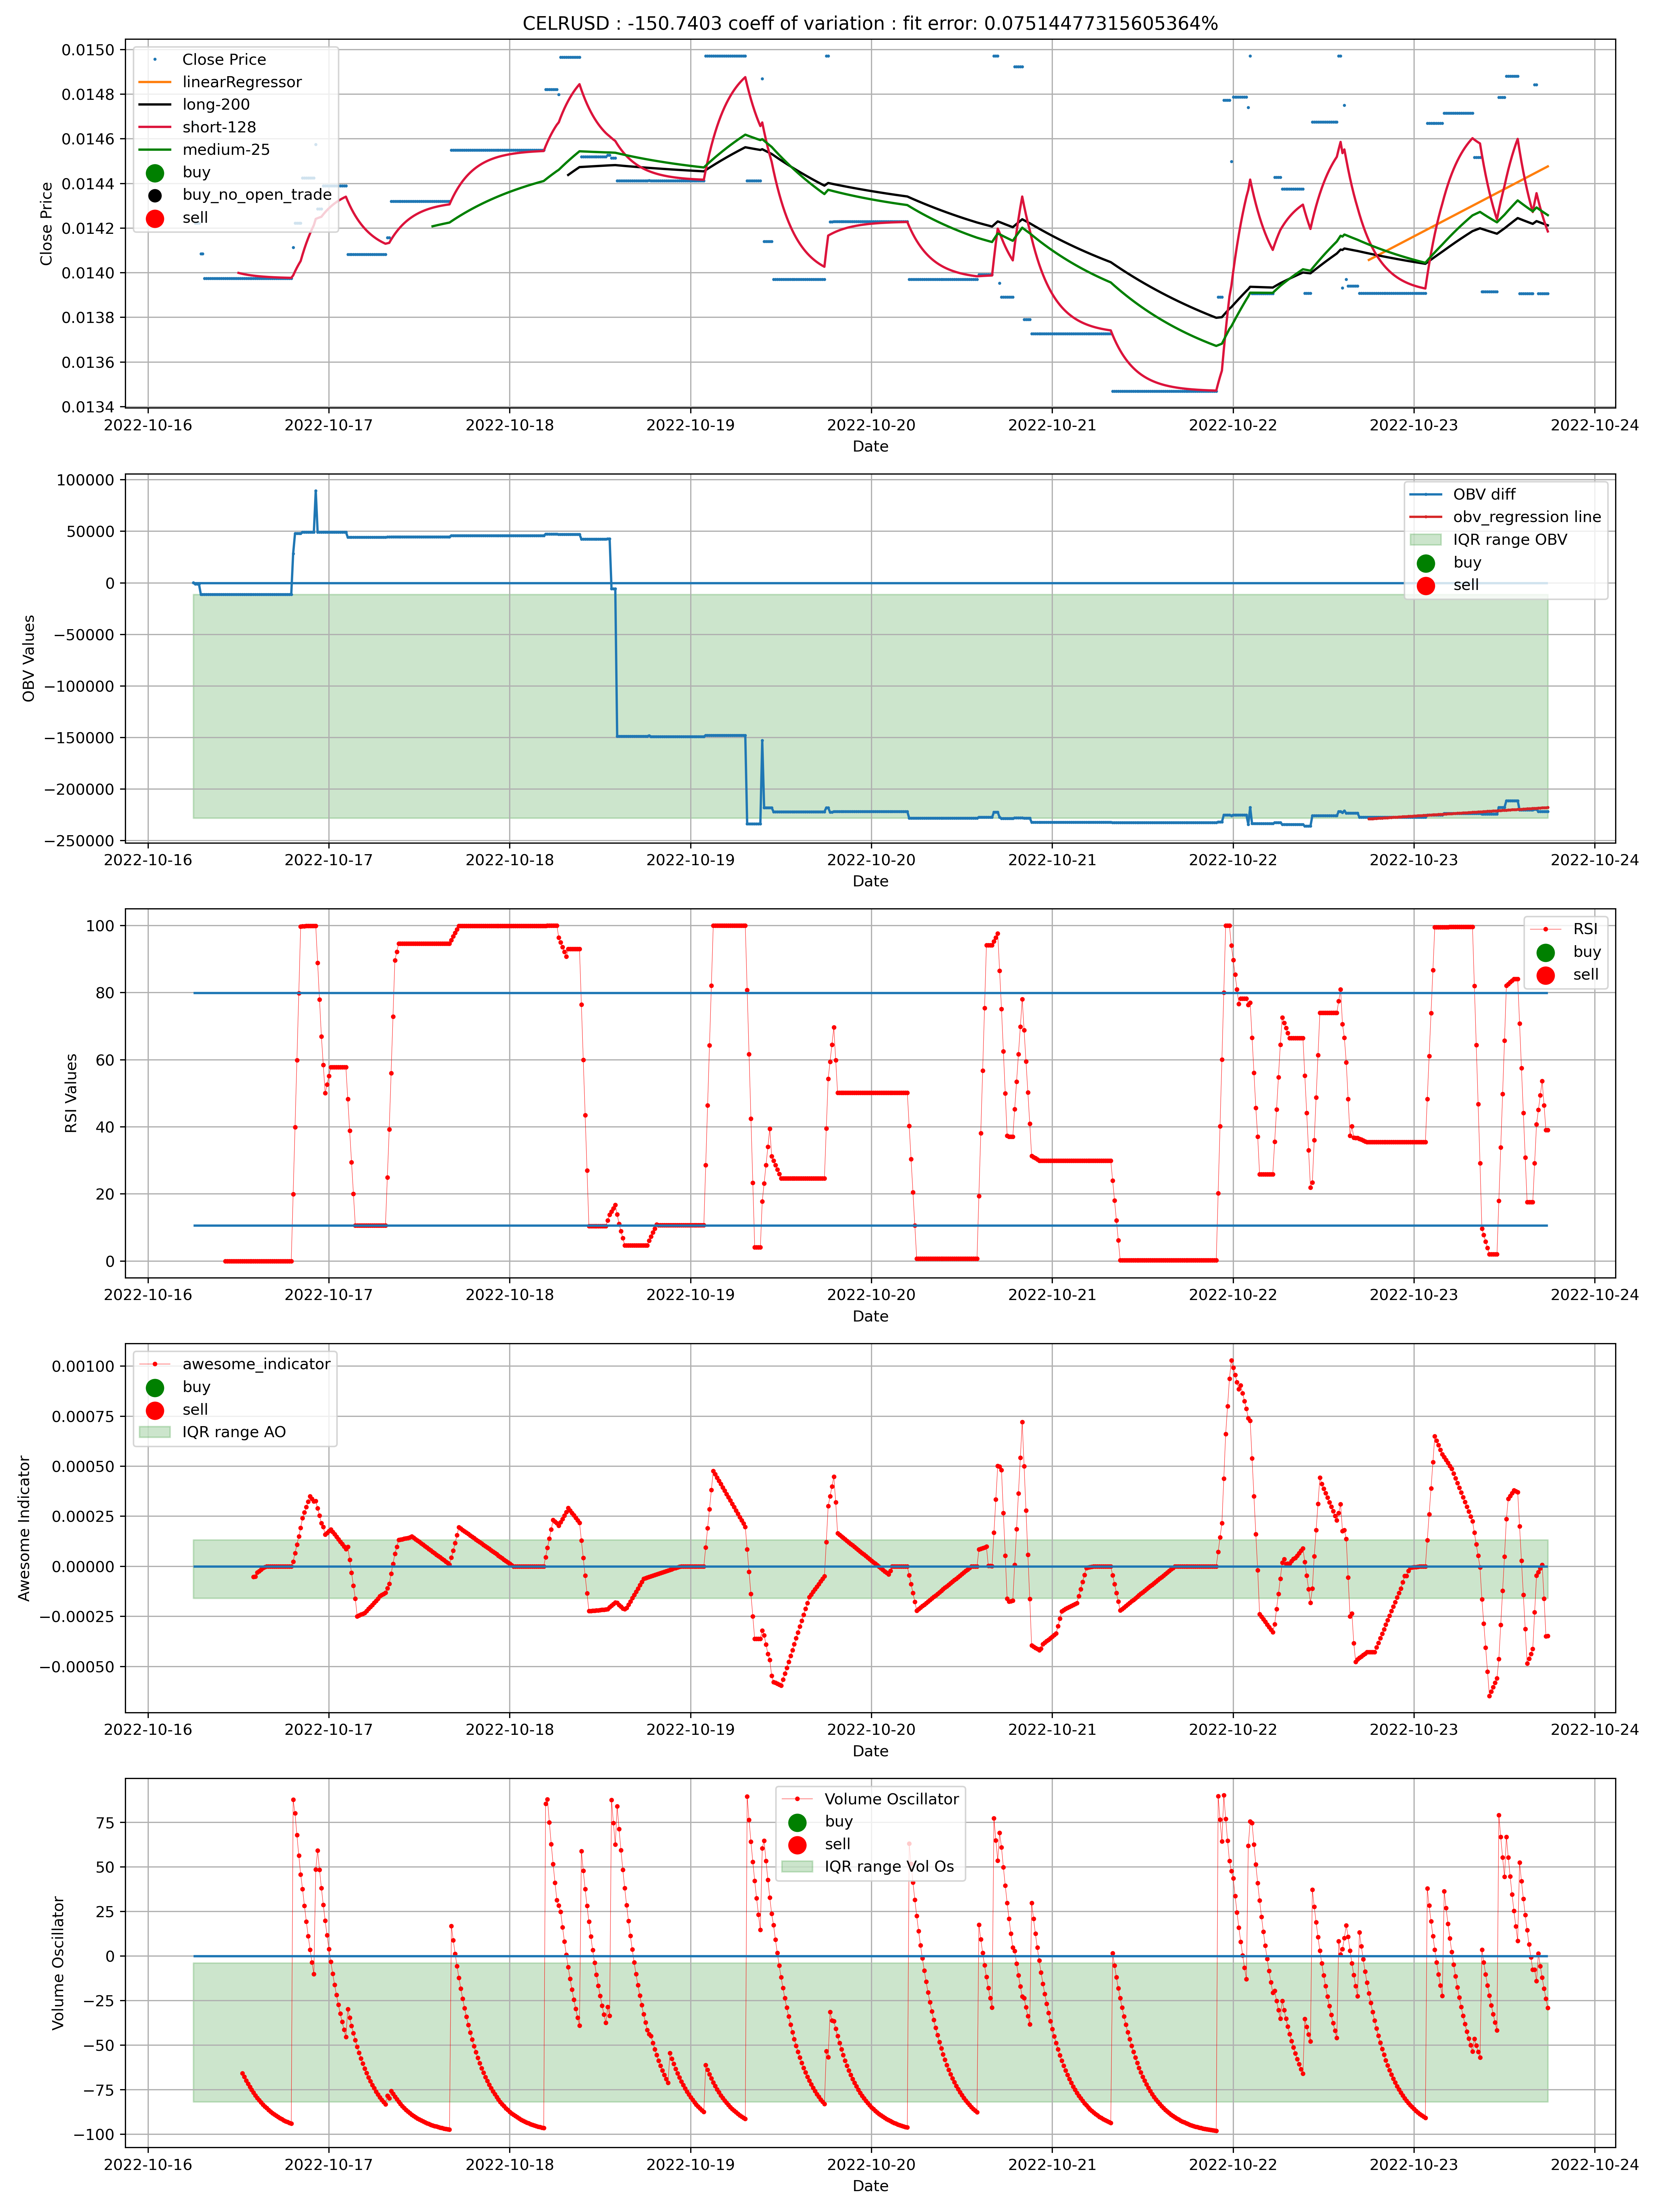 CELRUSD : -150.7403 coeff of variation : fit error: 0.07514477315605364%
0.0150
0.0148
0.0146
0.0144
0.0142
0.0140
0.0138
0.0136
0.0134
Close Price
Close Price
linearRegressor
long-200
short-128
medium-25
buy
buy_no_open_trade
sell
2022-10-16 2022-10-17 2022-10-18 2022-10-19 2022-10-20 2022-10-21 2022-10-22 2022-10-23 2022-10-24
Date
100000
50000
0
−50000
−100000
−150000
−200000
−250000
OBV Values
OBV diff
obv_regression line
IQR range OBV
buy
sell
2022-10-16 2022-10-17 2022-10-18 2022-10-19 2022-10-20 2022-10-21 2022-10-22 2022-10-23 2022-10-24
Date
100
80
60
40
20
0
RSI Values
RSI
buy
sell
2022-10-16 2022-10-17 2022-10-18 2022-10-19 2022-10-20 2022-10-21 2022-10-22 2022-10-23 2022-10-24
Date
0.00100
0.00075
0.00050
0.00025
0.00000
−0.00025
−0.00050
Awesome Indicator
awesome_indicator
buy
sell
IQR range AO
2022-10-16 2022-10-17 2022-10-18 2022-10-19 2022-10-20 2022-10-21 2022-10-22 2022-10-23 2022-10-24
Date
75
50
25
0
−25
−50
−75
−100
Volume Oscillator
Volume Oscillator
buy
sell
IQR range Vol Os
2022-10-16 2022-10-17 2022-10-18 2022-10-19 2022-10-20 2022-10-21 2022-10-22 2022-10-23 2022-10-24
Date